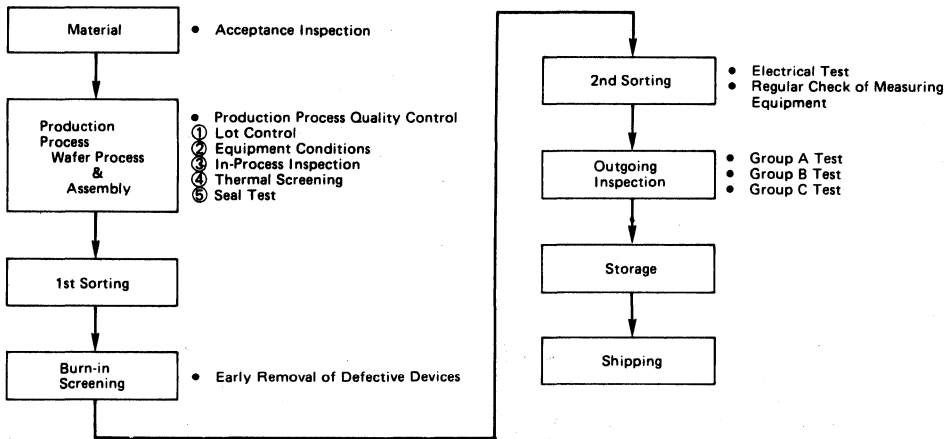 Material
• Acceptance Inspection
Production
Process
Wafer Process
&
Assembly
• Production Process Quality Control
① Lot Control
② Equipment Conditions
③ In-Process Inspection
④ Thermal Screening
⑤ Seal Test
1st Sorting
Burn-in
Screening
• Early Removal of Defective Devices
2nd Sorting
• Electrical Test
• Regular Check of Measuring
Equipment
Outgoing
Inspection
• Group A Test
• Group B Test
• Group C Test
Storage
Shipping